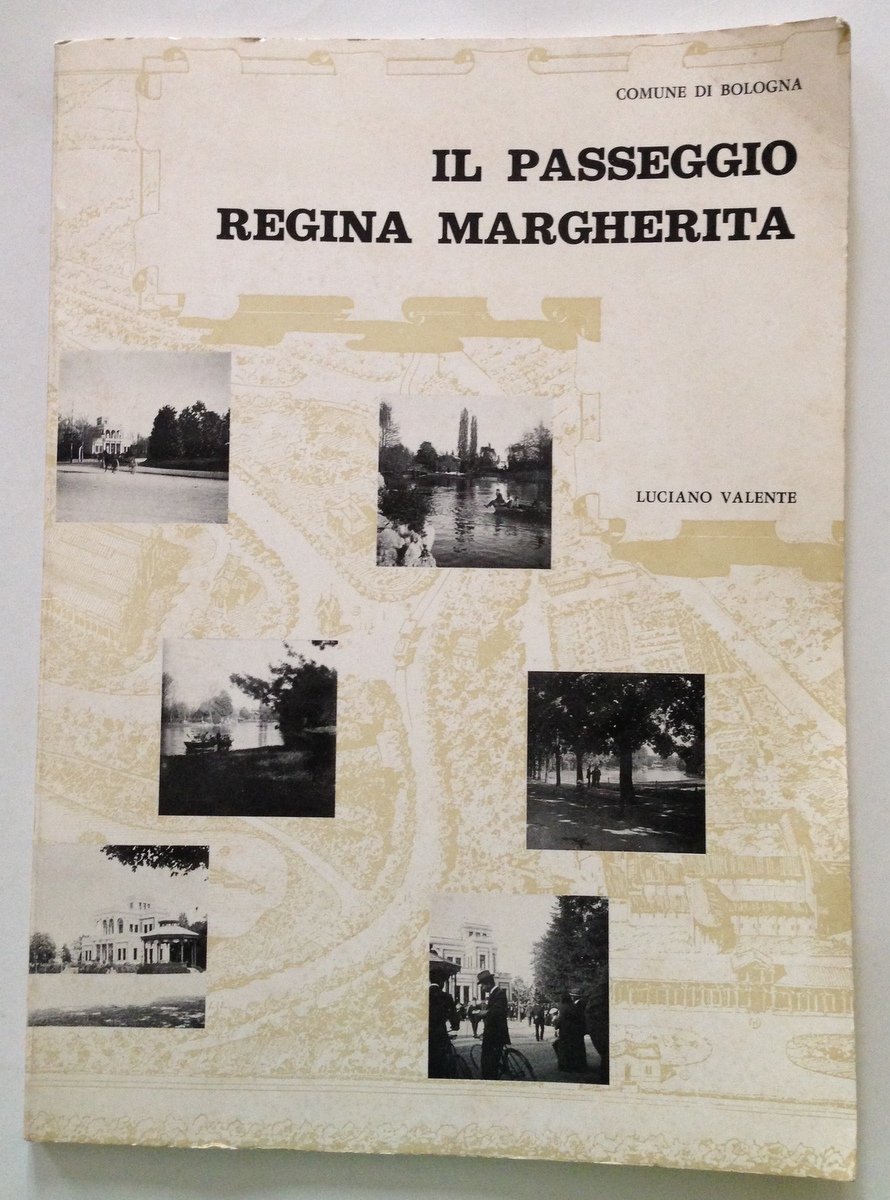 COMUNE DI BOLOGNA
IL PASSEGGIO
REGINA MARGHERITA
LUCIANO VALENTE